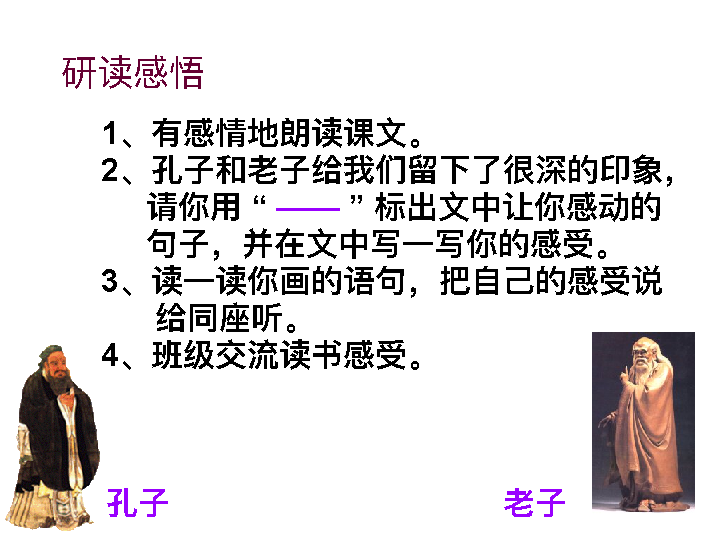 研读感悟
1、有感情地朗读课文。
2、孔子和老子给我们留下了很深的印象，
请你用 “ —— ” 标出文中让你感动的
句子，并在文中写一写你的感受。
3、读一读你画的语句，把自己的感受说
给同座听。
4、班级交流读书感受。
孔子
老子